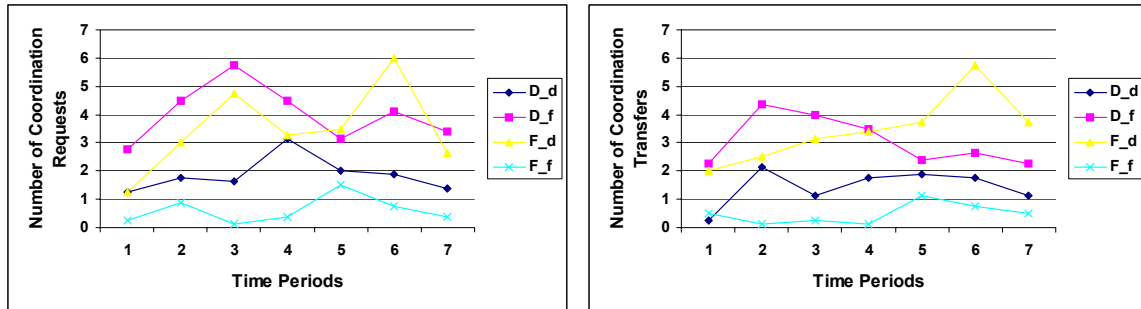 Number of Coordination
Requests
7
6
5
4
3
2
1
0
1 2 3 4 5 6 7
Time Periods
D_d
D_f
F_d
F_f
Number of Coordination
Transfers
7
6
5
4
3
2
1
0
1 2 3 4 5 6 7
Time Periods
D_d
D_f
F_d
F_f